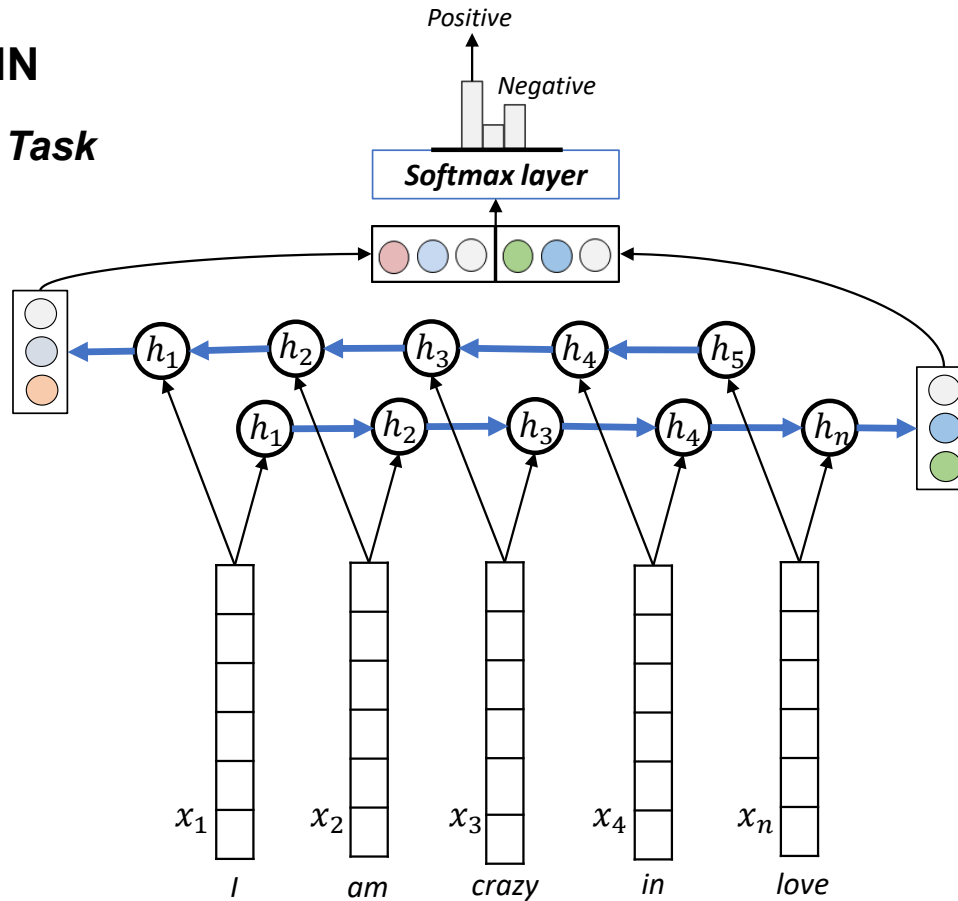 Positive
IN
Negative
Task
Softmax layer
h₁ h₂ h₃ h₄ h₅
h₁ h₂ h₃ h₄ hₙ
x₁ x₂ x₃ x₄ xₙ
I am crazy in love